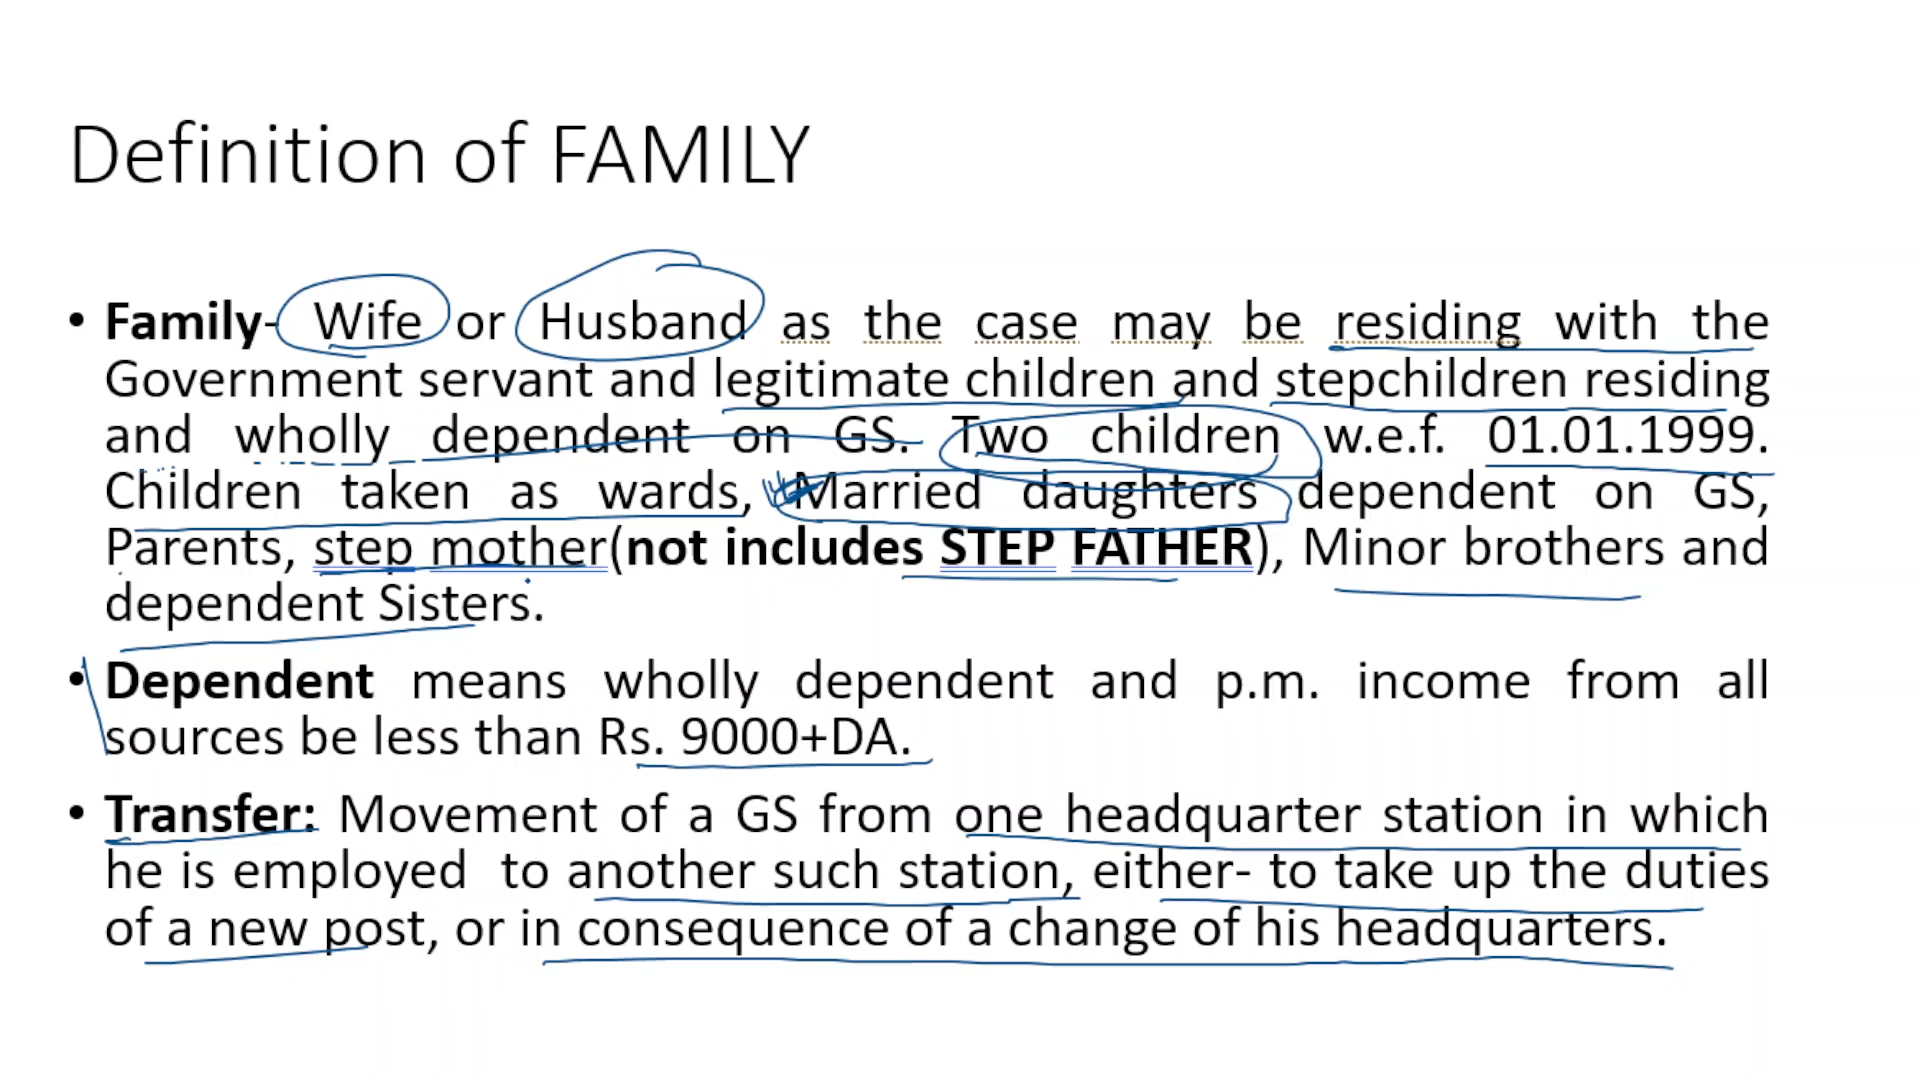 Definition of FAMILY
• Family- Wife or Husband as the case may be residing with the
Government servant and legitimate children and stepchildren residing
and wholly dependent on GS. Two children w.e.f. 01.01.1999.
Children taken as wards, Married daughters dependent on GS,
Parents, step mother(not includes STEP FATHER), Minor brothers and
dependent Sisters.
• Dependent means wholly dependent and p.m. income from all
sources be less than Rs. 9000+DA.
• Transfer: Movement of a GS from one headquarter station in which
he is employed to another such station, either- to take up the duties
of a new post, or in consequence of a change of his headquarters.